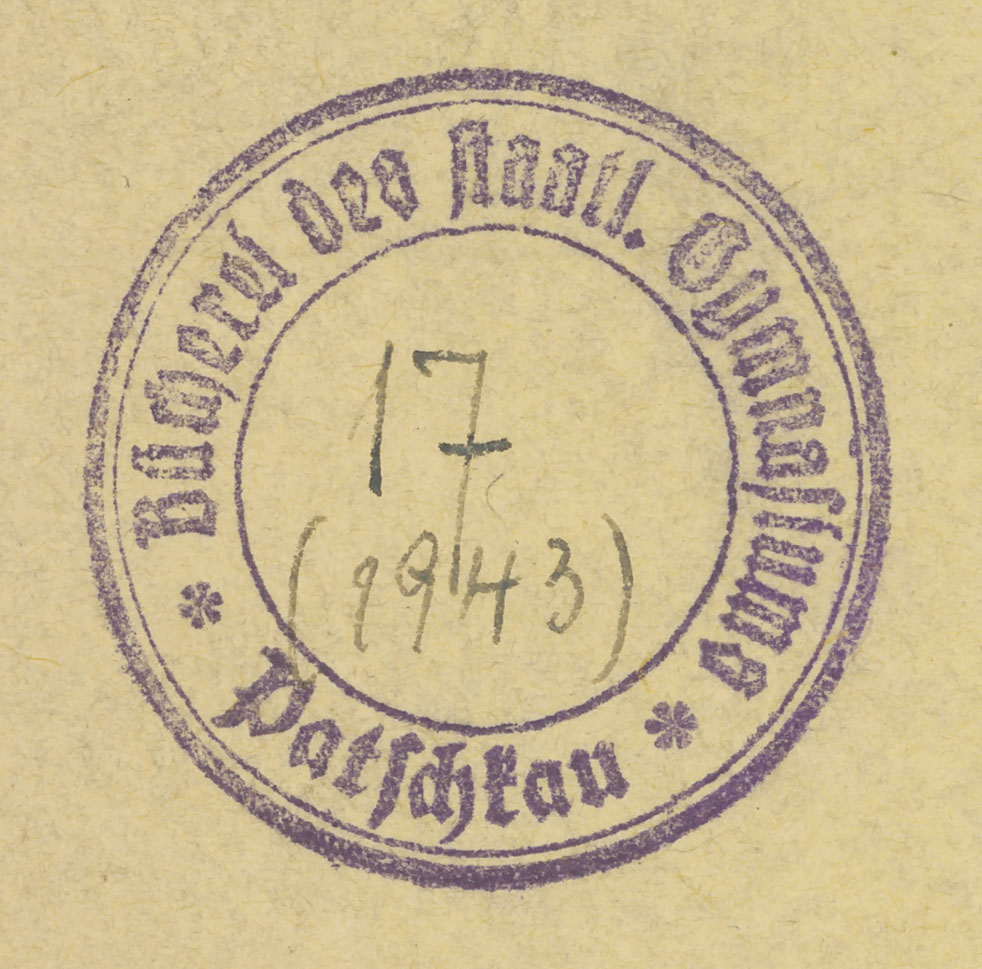 Bücherei des staatl. Gymnasiums
* Patschkau *
17
(1943)